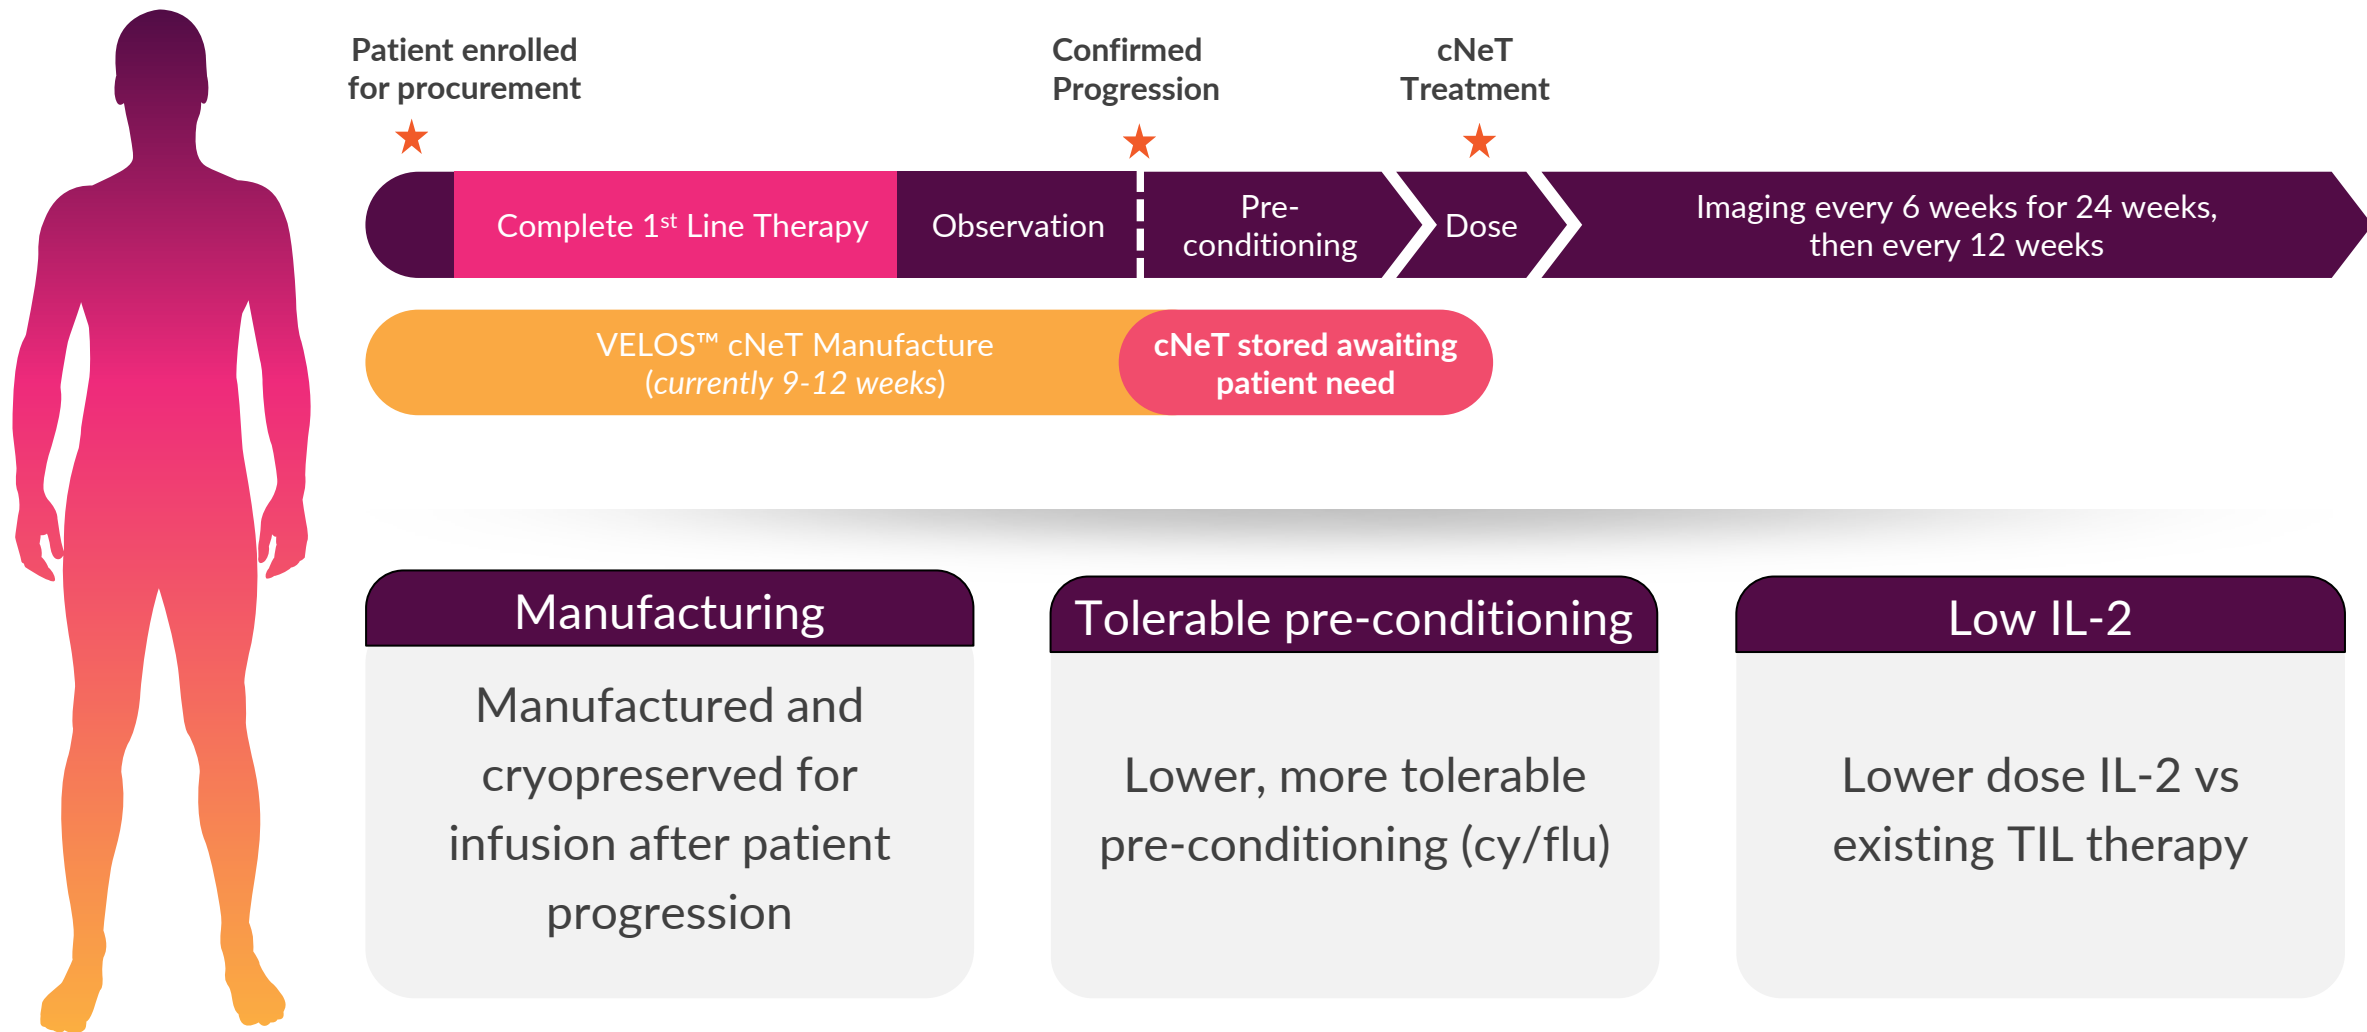 Patient enrolled
for procurement
Confirmed
Progression
cNeT
Treatment
Complete 1st Line Therapy
Observation
Pre-
conditioning
Dose
Imaging every 6 weeks for 24 weeks,
then every 12 weeks
VELOS™ cNeT Manufacture
(currently 9-12 weeks)
cNeT stored awaiting
patient need
Manufacturing
Manufactured and
cryopreserved for
infusion after patient
progression
Tolerable pre-conditioning
Lower, more tolerable
pre-conditioning (cy/flu)
Low IL-2
Lower dose IL-2 vs
existing TIL therapy